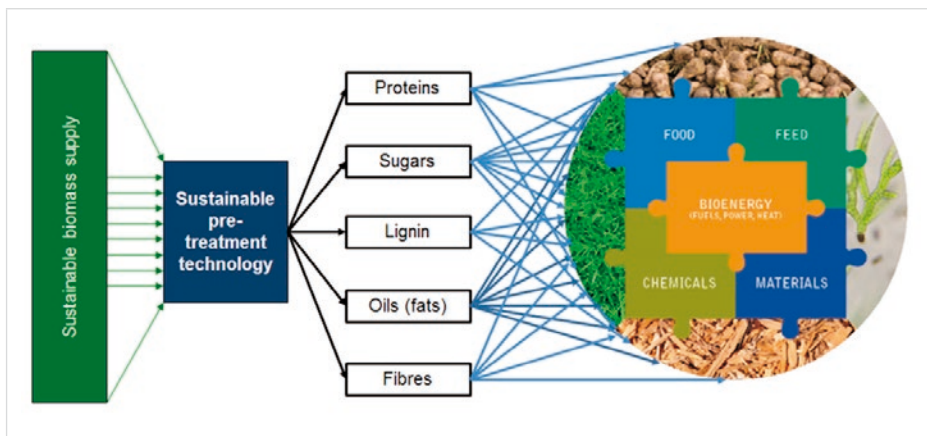 Sustainable biomass supply
Sustainable
pre-
treatment
technology
Proteins
Sugars
Lignin
Oils (fats)
Fibres
FOOD
FEED
BIOENERGY
(FUELS, POWER, HEAT)
CHEMICALS
MATERIALS